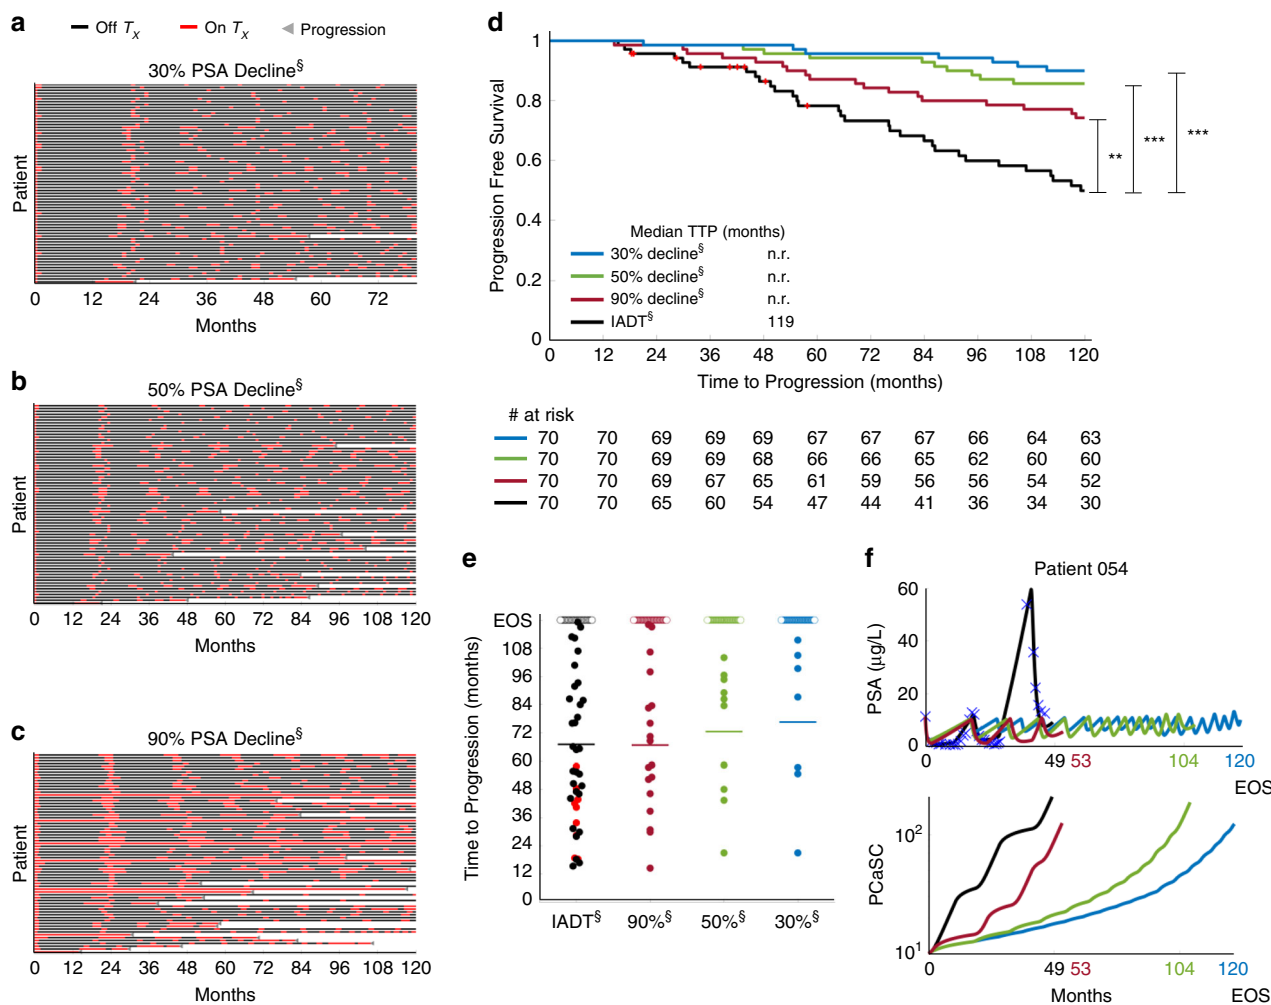 a
Off Tx
On Tx
Progression
30% PSA Decline§
Patient
0 12 24 36 48 60 72
Months
b
50% PSA Decline§
Patient
0 12 24 36 48 60 72 84 96 108 120
Months
c
90% PSA Decline§
Patient
0 12 24 36 48 60 72 84 96 108 120
Months
d
Progression Free Survival
1
0.8
0.6
0.4
0.2
0
Median TTP (months)
30% decline§ n.r.
50% decline§ n.r.
90% decline§ n.r.
IADT§ 119
** *** ***
0 12 24 36 48 60 72 84 96 108 120
Time to Progression (months)
# at risk
70 70 69 69 69 67 67 67 66 64 63
70 70 69 69 68 66 66 65 62 60 60
70 70 69 67 65 61 59 56 56 54 52
70 70 65 60 54 47 44 41 36 34 30
e
Time to Progression (months)
EOS
108
96
84
72
60
48
36
24
12
0
IADT§ 90%§ 50%§ 30%§
f
Patient 054
PSA (µg/L)
60
40
20
0
0 49 53 104 120
EOS
PCaSC
10²
10¹
0 49 53 104 120
Months EOS